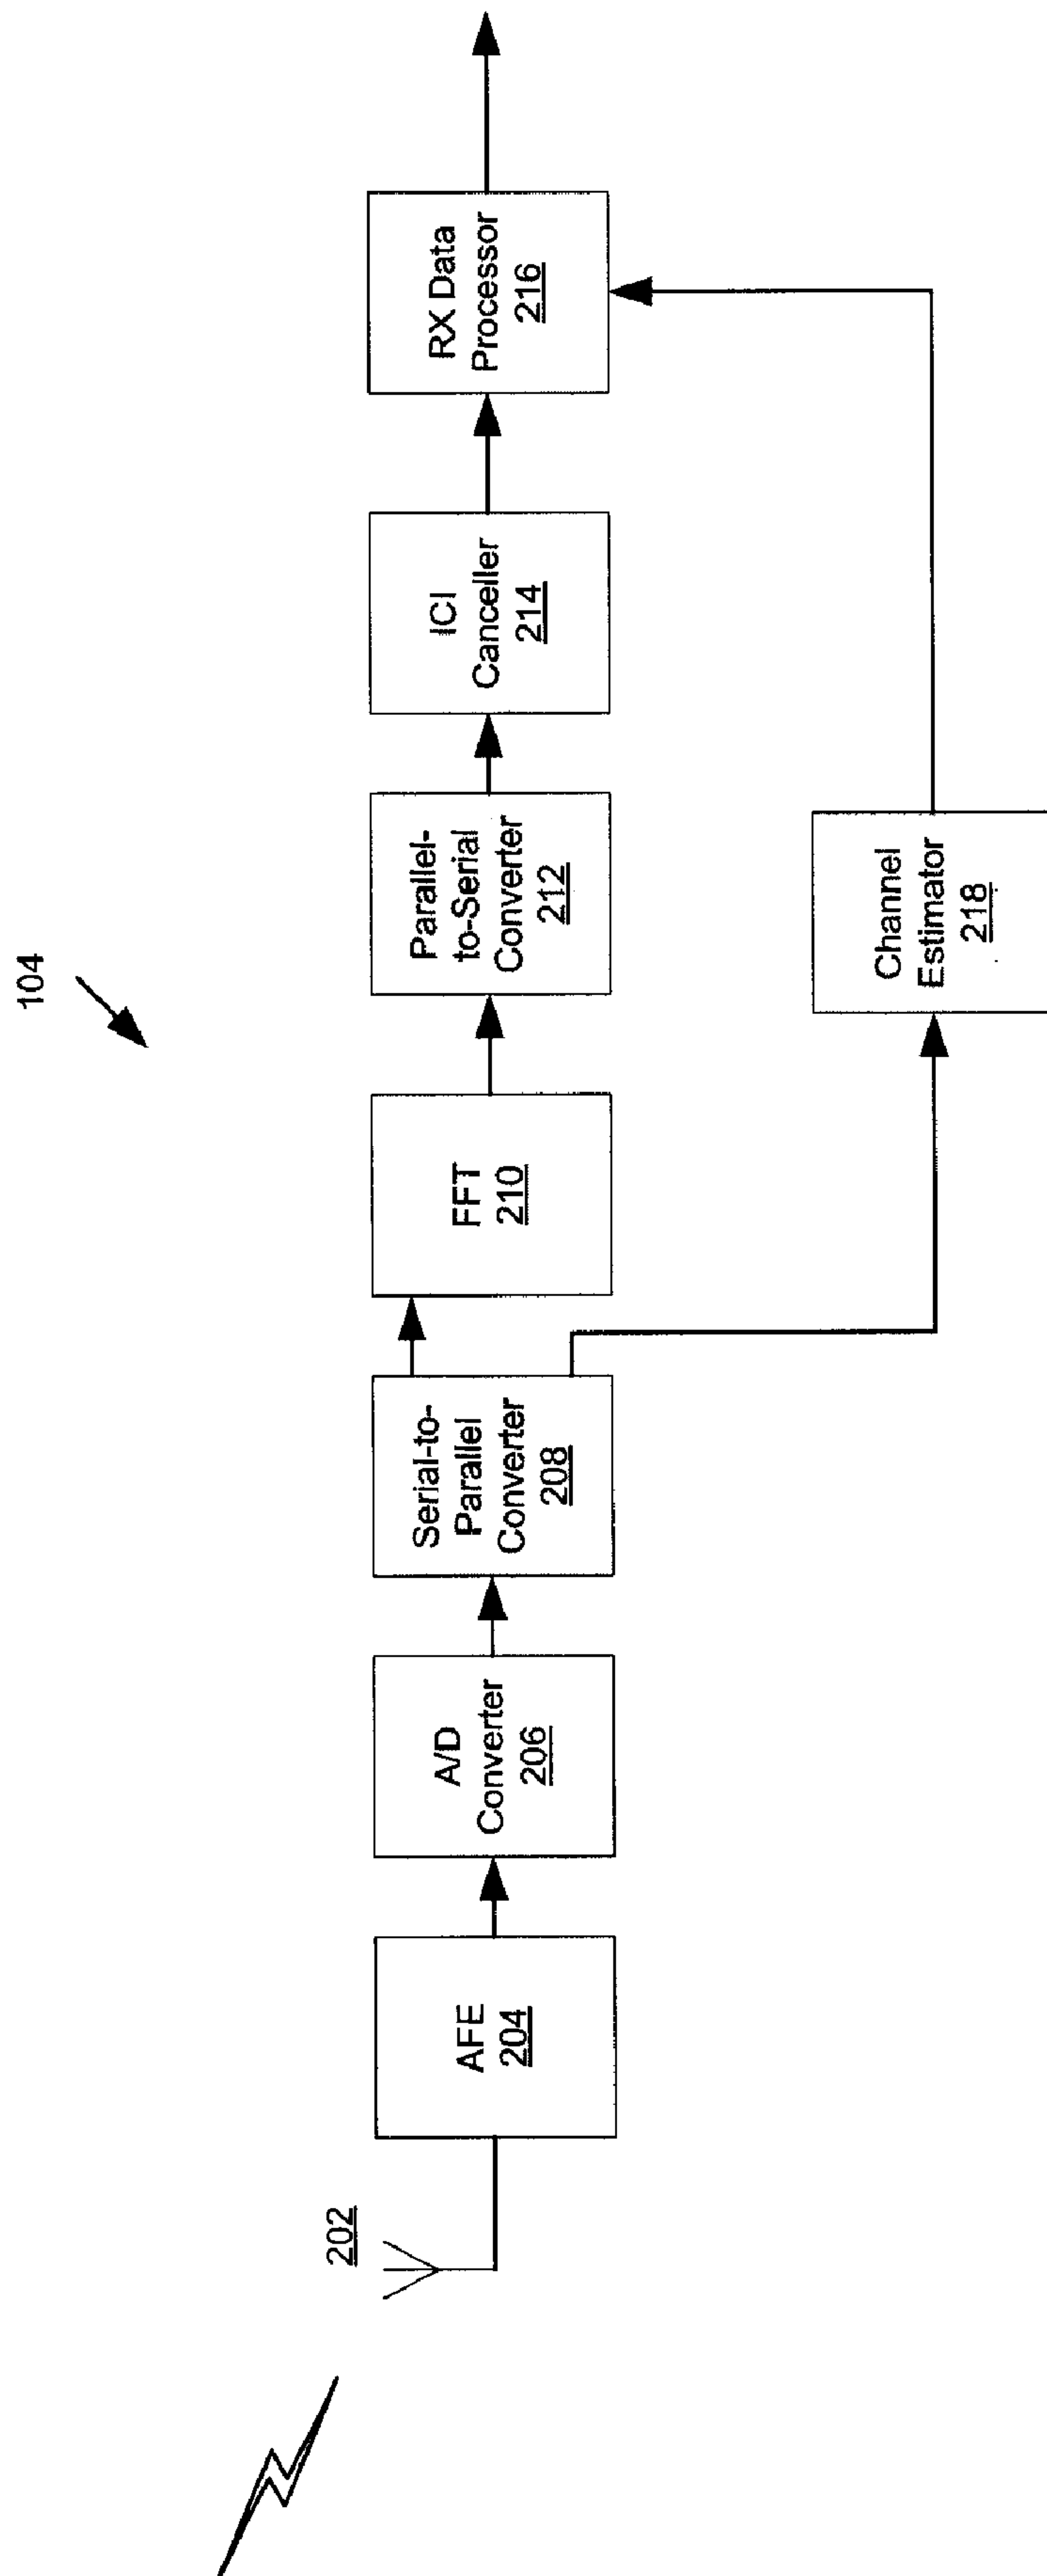 104
202
AFE
204
A/D
Converter
206
Serial-to-
Parallel
Converter
208
FFT
210
Parallel-
to-Serial
Converter
212
ICI
Canceller
214
RX Data
Processor
216
Channel
Estimator
218